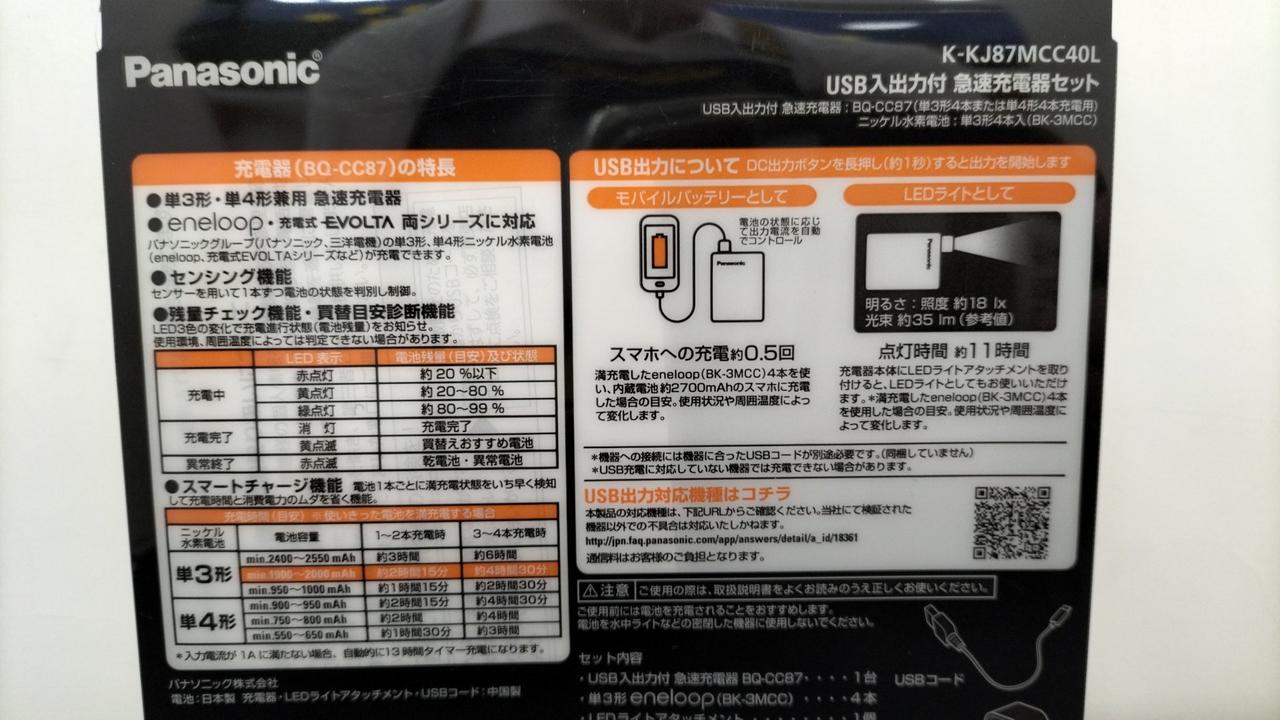 Panasonic®
K-KJ87MCC40L
USB入出力付 急速充電器セット
USB入出力付 急速充電器：BQ-CC87（単3形4本または単4形4本充電用）
ニッケル水素電池：単3形4本入（BK-3MCC）
充電器（BQ-CC87）の特長
●単3形・単4形兼用 急速充電器
●eneloop・充電式EVOLTA 両シリーズに対応
パナソニックグループ（パナソニック、三洋電機）の単3形、単4形ニッケル水素電池
（eneloop、充電式EVOLTAシリーズなど）が充電できます。
●センシング機能
センサーを用いて1本ずつ電池の状態を判別し制御。
●残量チェック機能・買替目安診断機能
LED3色の変化で充電進行状態（電池残量）をお知らせ。
使用環境、周囲温度によっては判定できない場合があります。
LED表示 電池残量（目安）及び状態
充電中 赤点灯 約20％以下
黄点灯 約20～80％
緑点灯 約80～99％
充電完了 消 灯 充電完了
黄点滅 買替えおすすめ電池
異常終了 赤点滅 乾電池・異常電池
●スマートチャージ機能 電池1本ごとに満充電状態をいち早く検知
して充電時間と消費電力のムダを省く機能。
充電時間（目安）※使いきった電池を満充電する場合
ニッケル水素電池 電池容量 1～2本充電時 3～4本充電時
単3形 min.2400～2550 mAh 約3時間 約6時間
min.1900～2000 mAh 約2時間15分 約4時間30分
min.950～1000 mAh 約1時間15分 約2時間30分
単4形 min.900～950 mAh 約2時間15分 約4時間30分
min.750～800 mAh 約2時間 約4時間
min.550～650 mAh 約1時間30分 約3時間
＊入力電流が1Aに満たない場合、自動的に13時間タイマー充電になります。
パナソニック株式会社
電池：日本製 充電器・LEDライトアタッチメント・USBコード：中国製
USB出力について DC出力ボタンを長押し（約1秒）すると出力を開始します
モバイルバッテリーとして
電池の状態に応じ
て出力電流を自動
でコントロール
Panasonic
スマホへの充電約0.5回
満充電したeneloop（BK-3MCC）4本を使
い、内蔵電池 約2700mAhのスマホに充電
した場合の目安。使用状況や周囲温度によっ
て変化します。
LEDライトとして
Panasonic
明るさ：照度 約18 lx
光束 約35 lm（参考値）
点灯時間 約11時間
充電器本体にLEDライトアタッチメントを取り
付けると、LEDライトとしてもお使いいただけ
ます。＊満充電したeneloop（BK-3MCC）4本
を使用した場合の目安。使用状況や周囲温度に
よって変化します。
＊機器への接続には機器に合ったUSBコードが別途必要です。（同梱していません）
＊USB充電に対応していない機器では充電できない場合があります。
USB出力対応機種はコチラ
本製品の対応機種は、下記URLからご確認ください。当社にて検証された
機器以外での不具合は対応いたしかねます。
http://jpn.faq.panasonic.com/app/answers/detail/a_id/18361
通信料はお客様のご負担となります。
⚠注意 ご使用の際は、取扱説明書をよくお読みのうえ正しくお使いください。
ご使用前には電池を充電されることをおすすめします。
電池を水中ライトなどの密閉した機器に使用しないでください。
セット内容
・USB入出力付 急速充電器 BQ-CC87・・・・1台
・単3形eneloop（BK-3MCC）・・・・4本
・LEDライトアタッチメント・・・・・・・・1個
USBコード